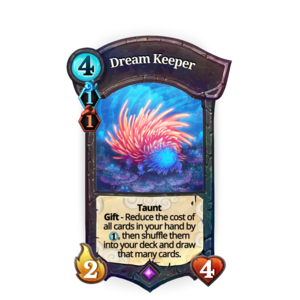 4
Dream Keeper
1
1
Taunt
Gift - Reduce the cost of
all cards in your hand by
1, then shuffle them
into your deck and draw
that many cards.
2
4